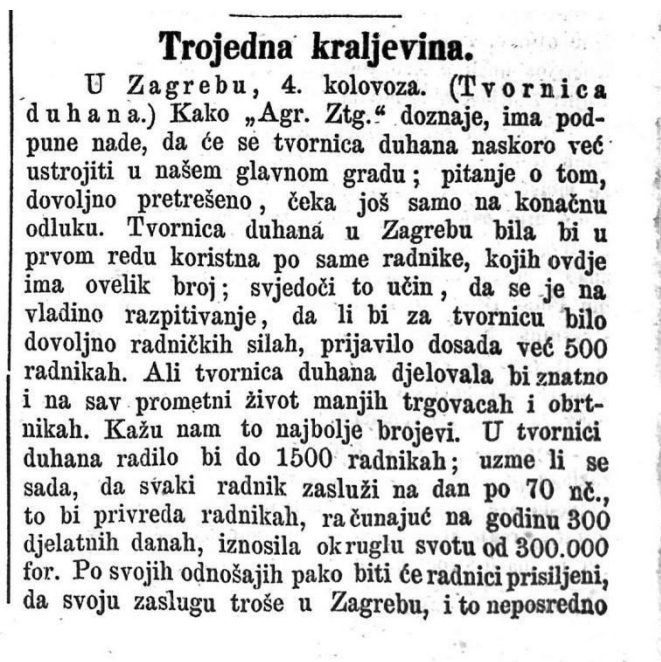 Trojedna kraljevina.
U Zagrebu, 4. kolovoza. (Tvornica
duhana.) Kako „Agr. Ztg.“ doznaje, ima pod-
pune nade, da će se tvornica duhana naskoro već
ustrojiti u našem glavnom gradu; pitanje o tom,
dovoljno pretrešeno, čeka još samo na konačnu
odluku. Tvornica duhana u Zagrebu bila bi u
prvom redu koristna po same radnike, kojih ovdje
ima ovelik broj; svjedoči to učin, da se je na
vladino razpitivanje, da li bi za tvornicu bilo
dovoljno radničkih silah, prijavilo dosada već 500
radnikah. Ali tvornica duhana djelovala bi znatno
i na sav prometni život manjih trgovacah i obrt-
nikah. Kažu nam to najbolje brojevi. U tvornici
duhana radilo bi do 1500 radnikah; uzme li se
sada, da svaki radnik zasluži na dan po 70 nč.,
to bi privreda radnikah, računajuć na godinu 300
djelatnih danah, iznosila okruglu svotu od 300.000
for. Po svojih odnošajih pako biti će radnici prisiljeni,
da svoju zaslugu troše u Zagrebu, i to neposredno